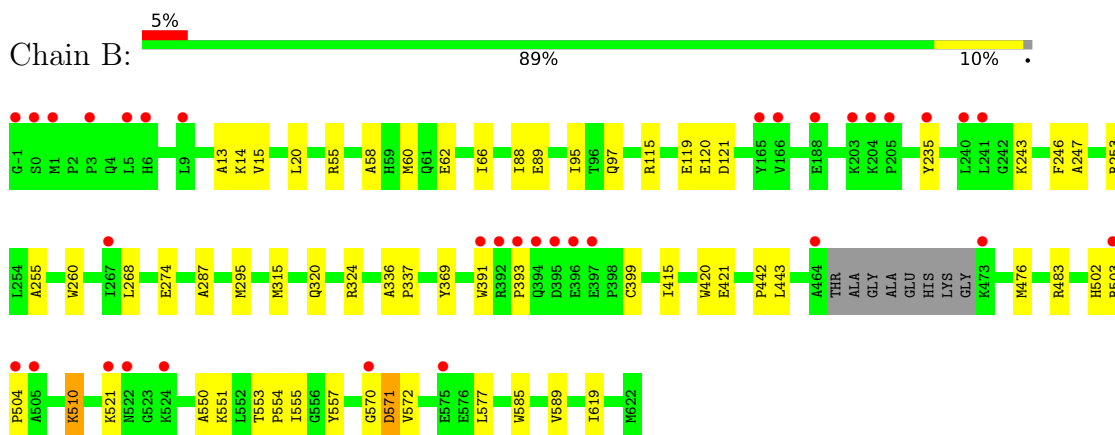 5%
Chain B:
89% 10% •
G-1 S0 M1 P2 P3 Q4 L5 H6 L9 A13 K14 V15 L20 R55 A58 H59 M60 Q61 E62 I66 I88 E89 I95 T96 Q97 R115 E119 E120 D121 Y165 V166 E188 K203 K204 P205 Y235 L240 L241 G242 K243 F246 A247
L254 A255 W260 I267 L268 E274 A287 M295 M315 Q320 R324 A336 P337 Y369 W391 R392 P393 Q394 D395 E396 E397 P398 C399 I415 W420 E421 P442 L443 A464 THR ALA GLY ALA GLU HIS LYS GLY K473 M476 R483 H502
P504 A505 K510 K521 N522 G523 K524 A550 K551 L552 T553 P554 I555 G556 Y557 G570 D571 V572 E575 E576 L577 W585 V589 I619 M622